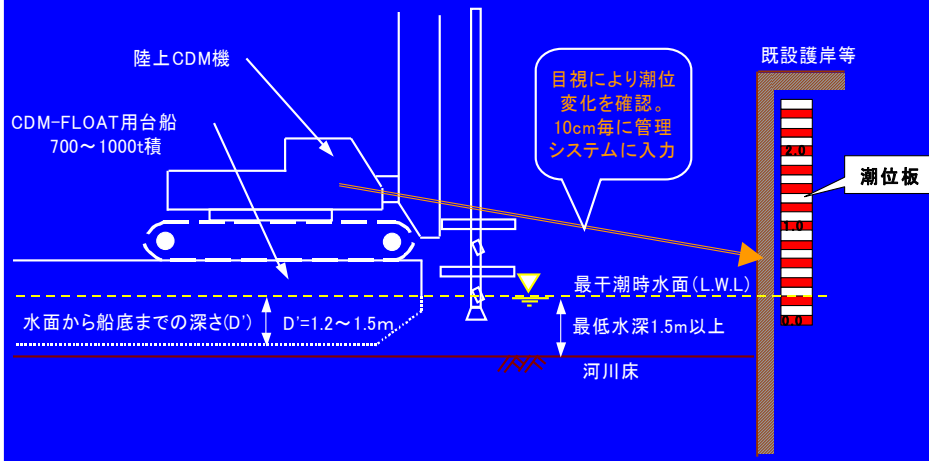 陸上CDM機
CDM-FLOAT用台船
700～1000t積
目視により潮位
変化を確認。
10cm毎に管理
システムに入力
既設護岸等
2.0
潮位板
1.0
最干潮時水面(L.W.L)
水面から船底までの深さ(D')
D'=1.2～1.5m
最低水深1.5m以上
0.0
河川床